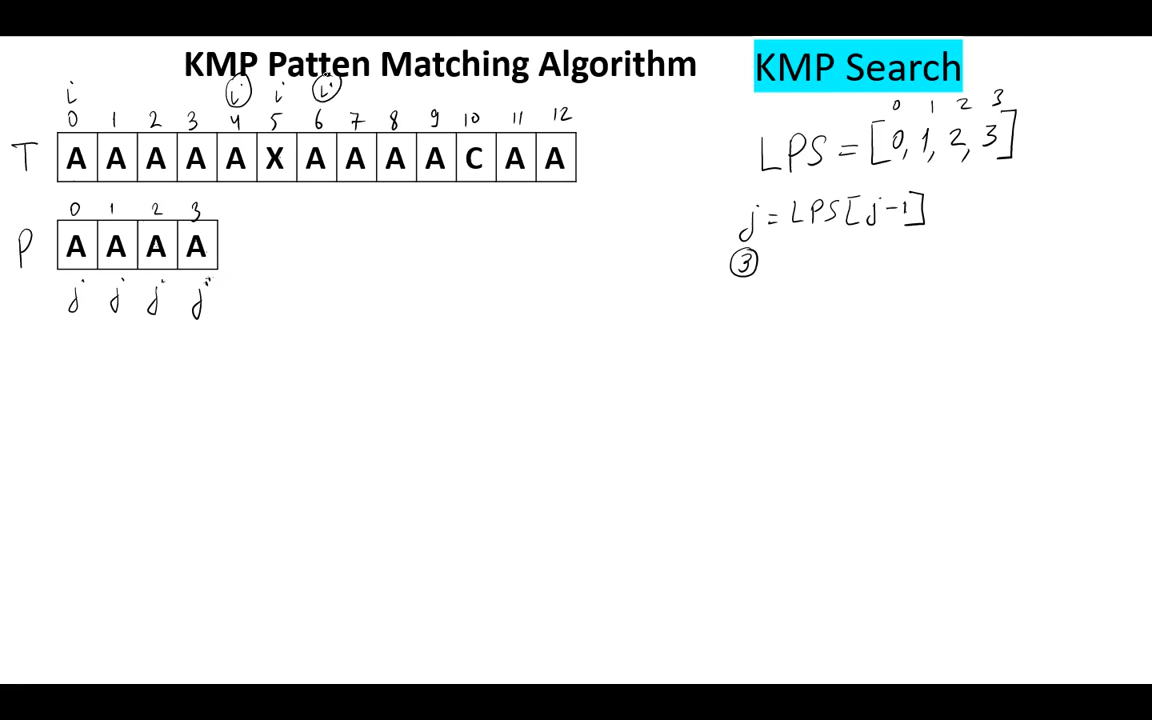 KMP Patten Matching Algorithm
KMP Search
i i i i
0 1 2 3 4 5 6 7 8 9 10 11 12
T A A A A A X A A A A C A A
0 1 2 3
P A A A A
j j j j
0 1 2 3
LPS = [0, 1, 2, 3]
j = LPS[j-1]
3